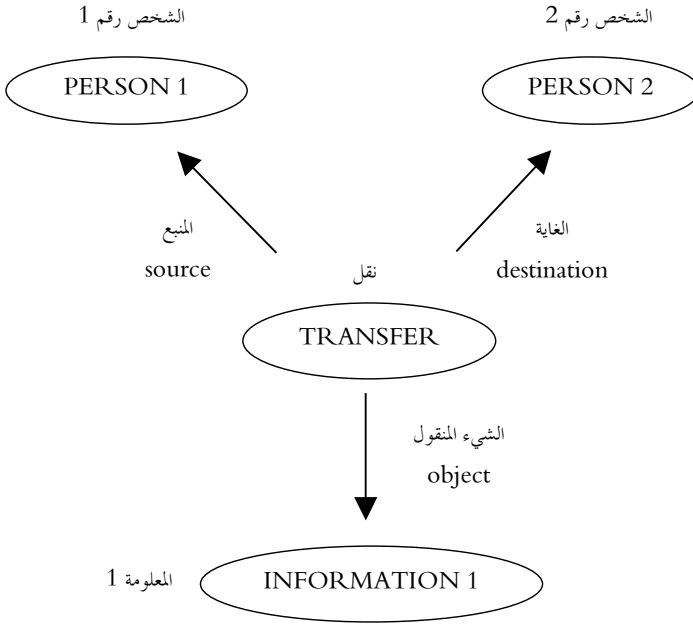 الشخص رقم 1
الشخص رقم 2
PERSON 1
PERSON 2
المنبع
source
الغاية
destination
نقل
TRANSFER
الشيء المنقول
object
المعلومة 1
INFORMATION 1